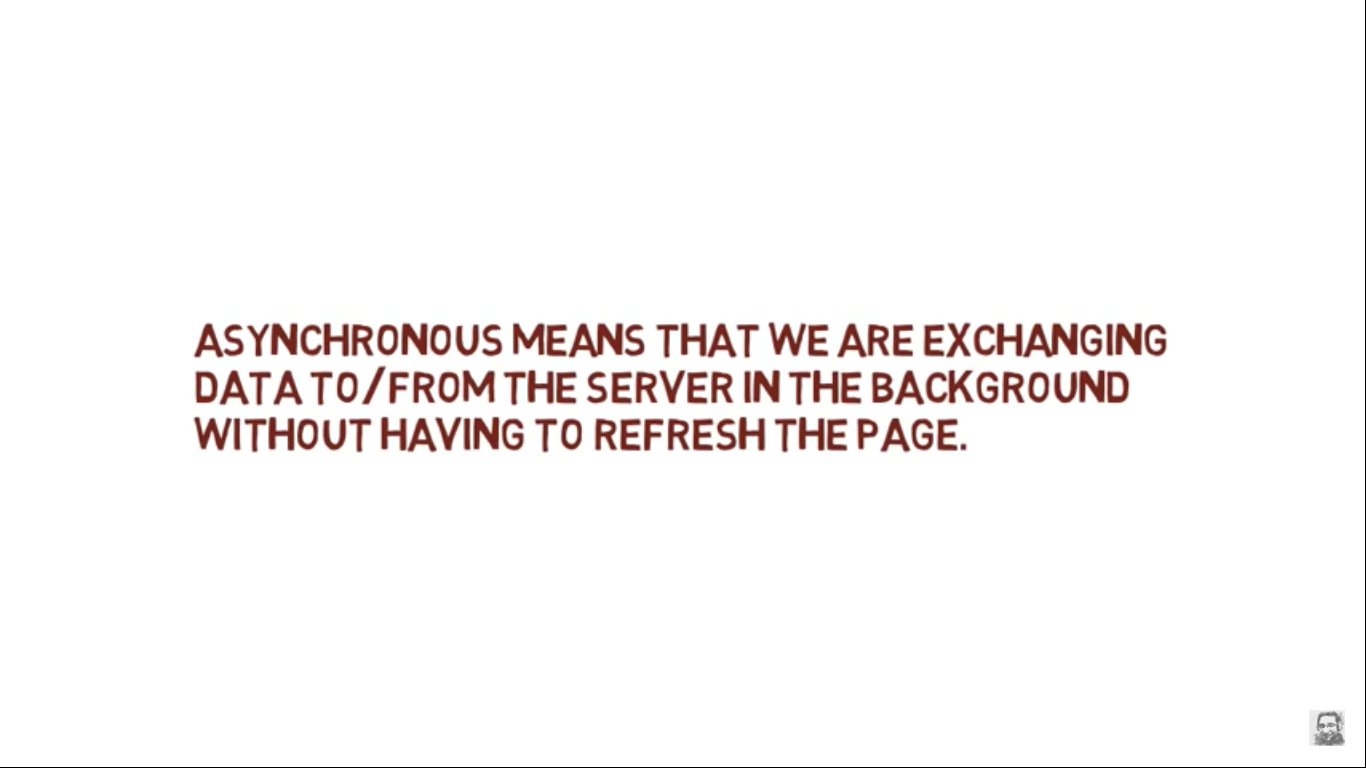 ASYNCHRONOUS MEANS THAT WE ARE EXCHANGING
DATA TO/FROM THE SERVER IN THE BACKGROUND
WITHOUT HAVING TO REFRESH THE PAGE.